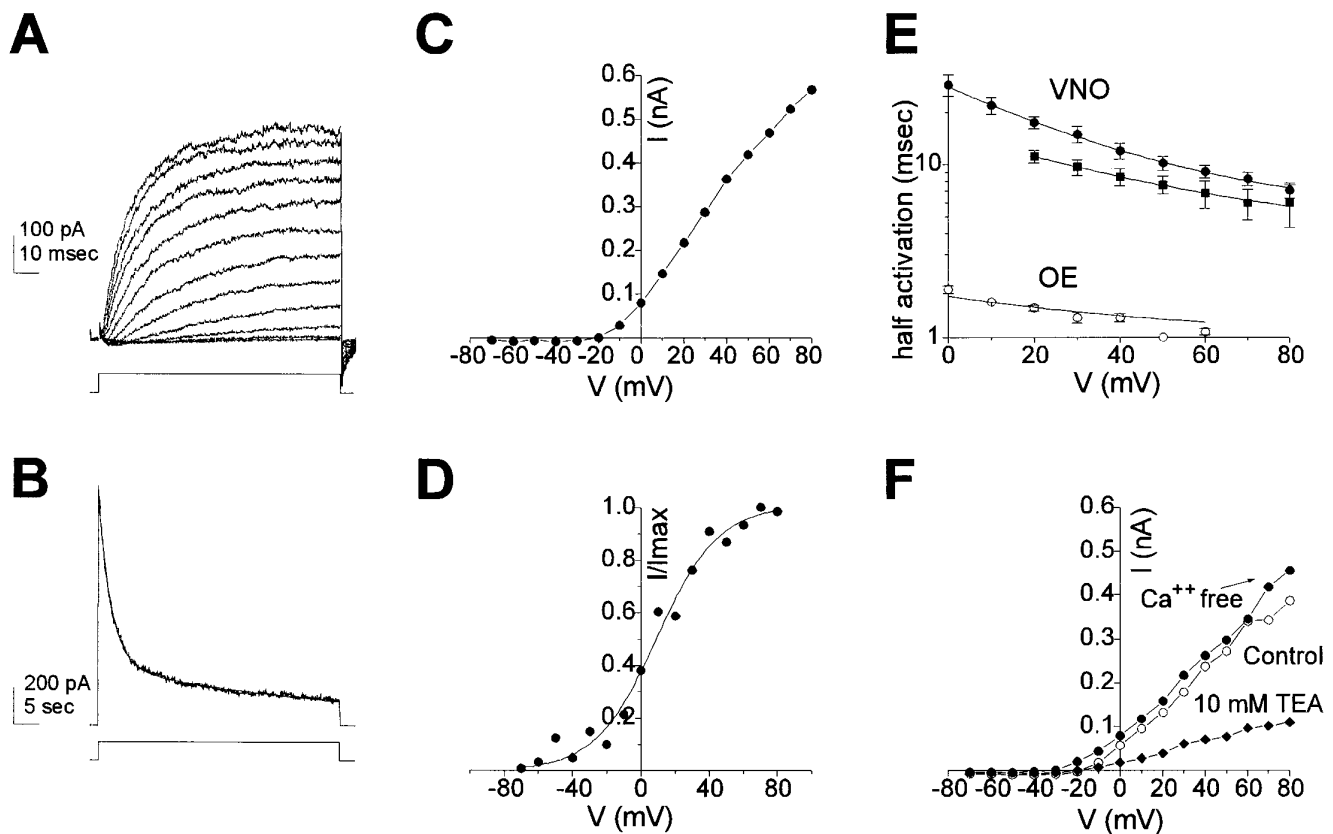 A
100 pA
10 msec
B
200 pA
5 sec
C
I (nA)
0.6
0.5
0.4
0.3
0.2
0.1
-80 -60 -40 -20 0 20 40 60 80
V (mV)
D
I/Imax
1.0
0.8
0.6
0.4
0.2
-80 -40 0 40 80
V (mV)
E
VNO
OE
half activation (msec)
10
1
0 20 40 60 80
V (mV)
F
I (nA)
0.6
0.5
0.4
0.3
0.2
0.1
Ca++ free
Control
10 mM TEA
-80 -60 -40 -20 0 20 40 60 80
V (mV)